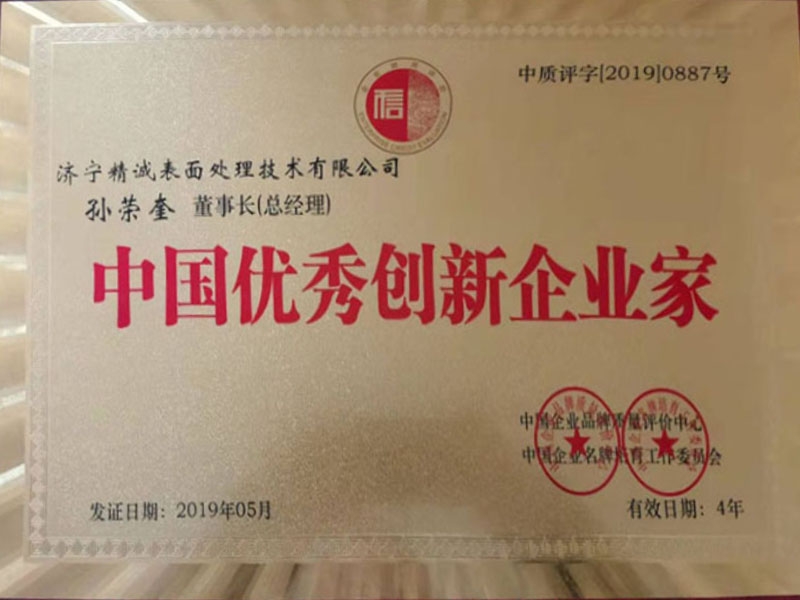 中质评字[2019]0887号
信
ENTERPRISE CREDIT EVALUATION
济宁精诚表面处理技术有限公司
孙荣奎 董事长(总经理)
中国优秀创新企业家
中国企业品牌质量评价中心
中国企业名牌培育工作委员会
发证日期：2019年05月
有效日期：4年